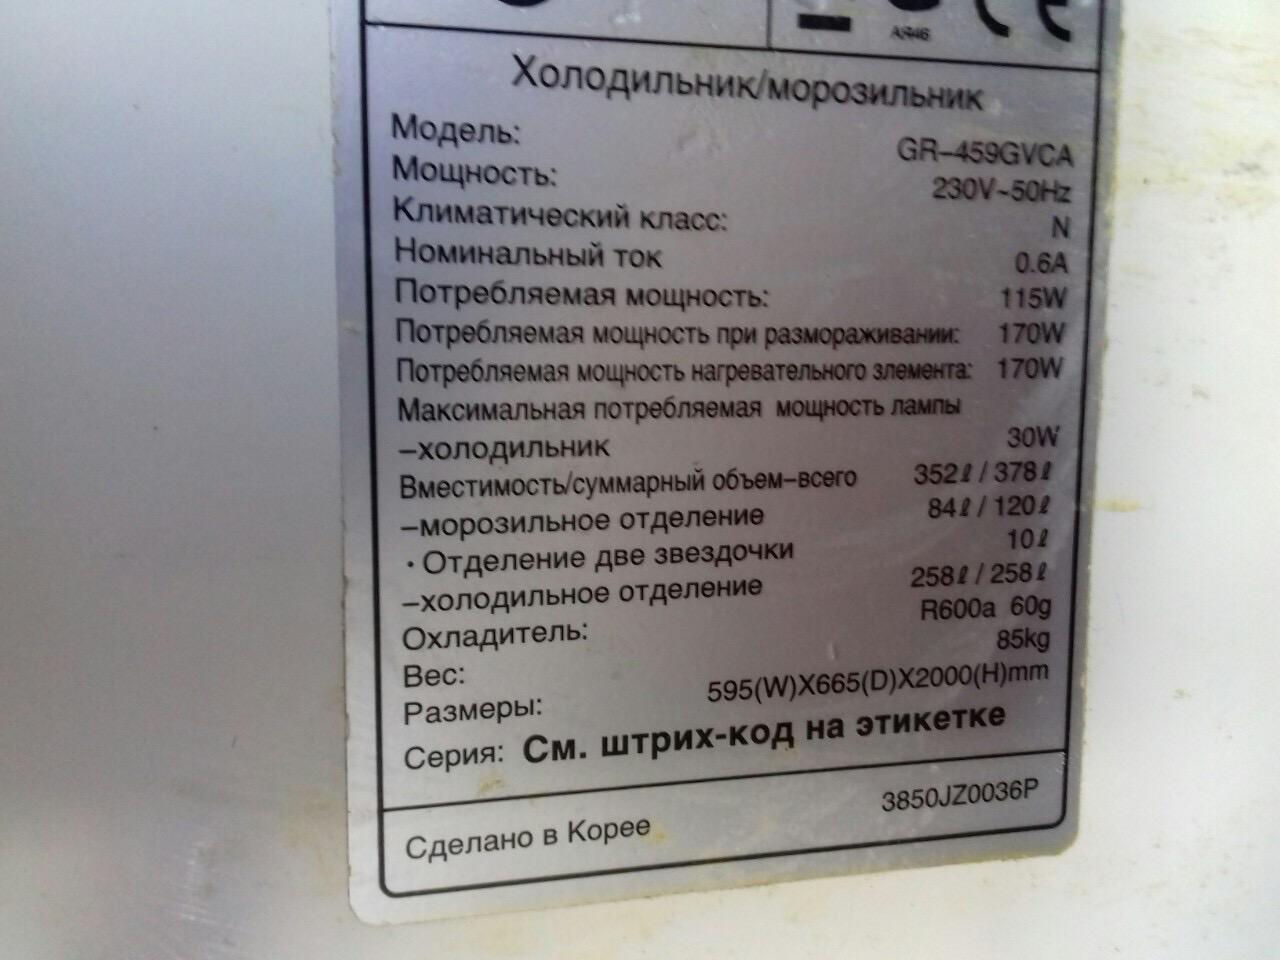 АЯ46
CE
Холодильник/морозильник
Модель: GR-459GVCA
Мощность: 230V~50Hz
Климатический класс: N
Номинальный ток 0.6A
Потребляемая мощность: 115W
Потребляемая мощность при размораживании: 170W
Потребляемая мощность нагревательного злемента: 170W
Максимальная потребляемая мощность лампы
-холодильник 30W
Вместимость/суммарный объем-всего 352ℓ / 378ℓ
-морозильное отделение 84ℓ / 120ℓ
· Отделение две звездочки 10ℓ
-холодильное отделение 258ℓ / 258ℓ
Охладитель: R600a 60g
Вес: 85kg
Размеры: 595(W)X665(D)X2000(H)mm
Серия: См. штрих-код на этикетке
Сделано в Корее 3850JZ0036P